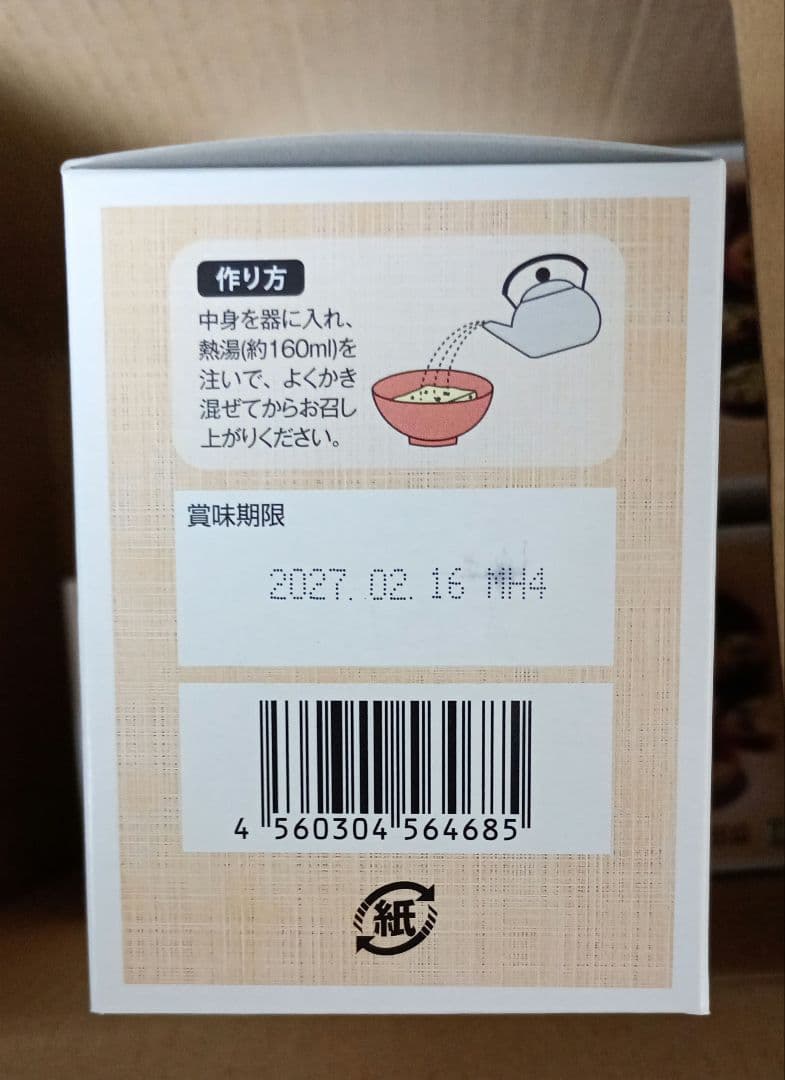 作り方
中身を器に入れ、
熱湯(約160ml)を
注いで、よくかき
混ぜてからお召し
上がりください。
賞味期限
2027.02.16 MH4
4 560304 564685
紙